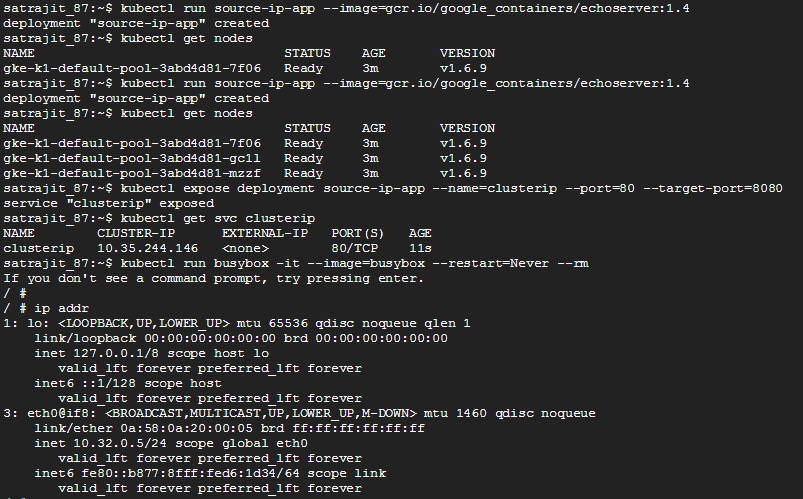 satrajit_87:~$ kubectl run source-ip-app --image=gcr.io/google_containers/echoserver:1.4
deployment "source-ip-app" created
satrajit_87:~$ kubectl get nodes
NAME                                STATUS    AGE       VERSION
gke-k1-default-pool-3abd4d81-7f06   Ready     3m        v1.6.9
satrajit_87:~$ kubectl run source-ip-app --image=gcr.io/google_containers/echoserver:1.4
deployment "source-ip-app" created
satrajit_87:~$ kubectl get nodes
NAME                                STATUS    AGE       VERSION
gke-k1-default-pool-3abd4d81-7f06   Ready     3m        v1.6.9
gke-k1-default-pool-3abd4d81-gc1l   Ready     3m        v1.6.9
gke-k1-default-pool-3abd4d81-mzzf   Ready     3m        v1.6.9
satrajit_87:~$ kubectl expose deployment source-ip-app --name=clusterip --port=80 --target-port=8080
service "clusterip" exposed
satrajit_87:~$ kubectl get svc clusterip
NAME        CLUSTER-IP      EXTERNAL-IP   PORT(S)   AGE
clusterip   10.35.244.146   <none>        80/TCP    11s
satrajit_87:~$ kubectl run busybox -it --image=busybox --restart=Never --rm
If you don't see a command prompt, try pressing enter.
/ #
/ # ip addr
1: lo: <LOOPBACK,UP,LOWER_UP> mtu 65536 qdisc noqueue qlen 1
    link/loopback 00:00:00:00:00:00 brd 00:00:00:00:00:00
    inet 127.0.0.1/8 scope host lo
       valid_lft forever preferred_lft forever
    inet6 ::1/128 scope host
       valid_lft forever preferred_lft forever
3: eth0@if8: <BROADCAST,MULTICAST,UP,LOWER_UP,M-DOWN> mtu 1460 qdisc noqueue
    link/ether 0a:58:0a:20:00:05 brd ff:ff:ff:ff:ff:ff
    inet 10.32.0.5/24 scope global eth0
       valid_lft forever preferred_lft forever
    inet6 fe80::b877:8fff:fed6:1d34/64 scope link
       valid_lft forever preferred_lft forever